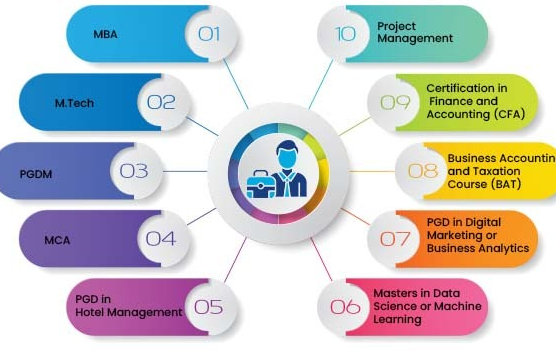 MBA
01
M.Tech
02
PGDM
03
MCA
04
PGD in
Hotel Management
05
10
Project
Management
09
Certification in
Finance and
Accounting (CFA)
08
Business Accountin
and Taxation
Course (BAT)
07
PGD in Digital
Marketing or
Business Analytics
06
Masters in Data
Science or Machine
Learning